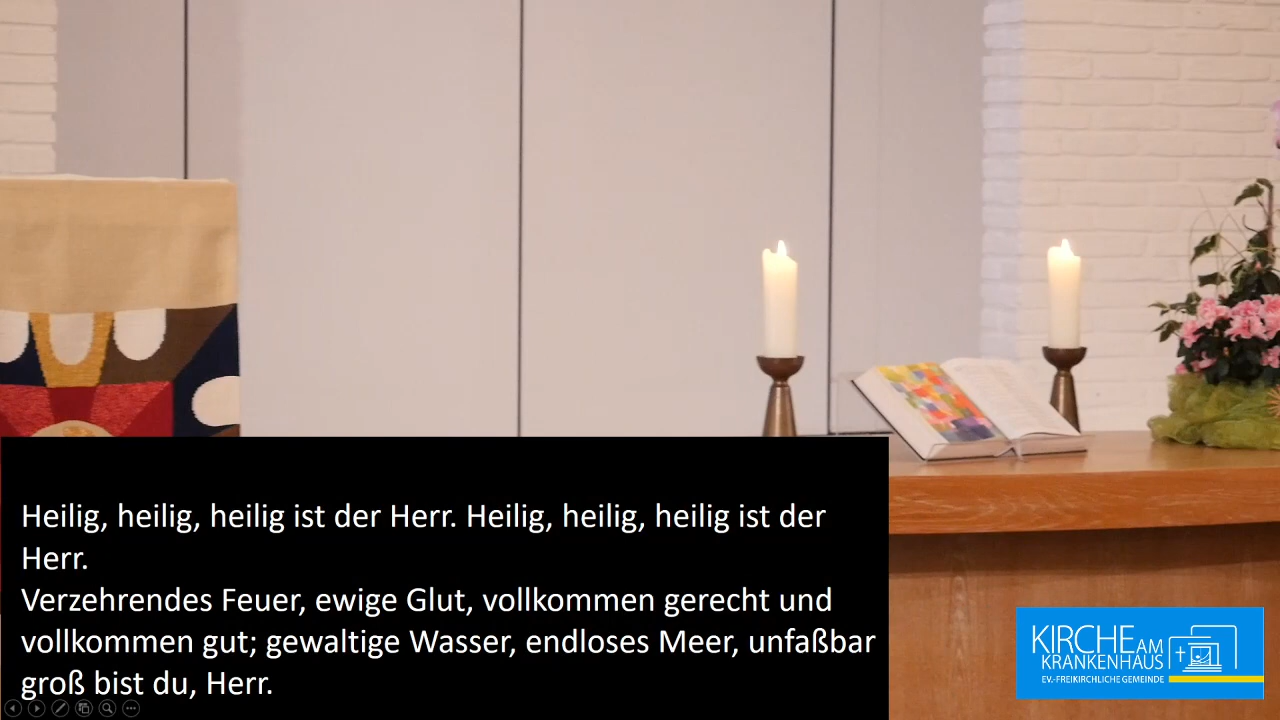 Heilig, heilig, heilig ist der Herr. Heilig, heilig, heilig ist der
Herr.
Verzehrendes Feuer, ewige Glut, vollkommen gerecht und
vollkommen gut; gewaltige Wasser, endloses Meer, unfaßbar
groß bist du, Herr.
KIRCHE AM
KRANKENHAUS
EV.-FREIKIRCHLICHE GEMEINDE